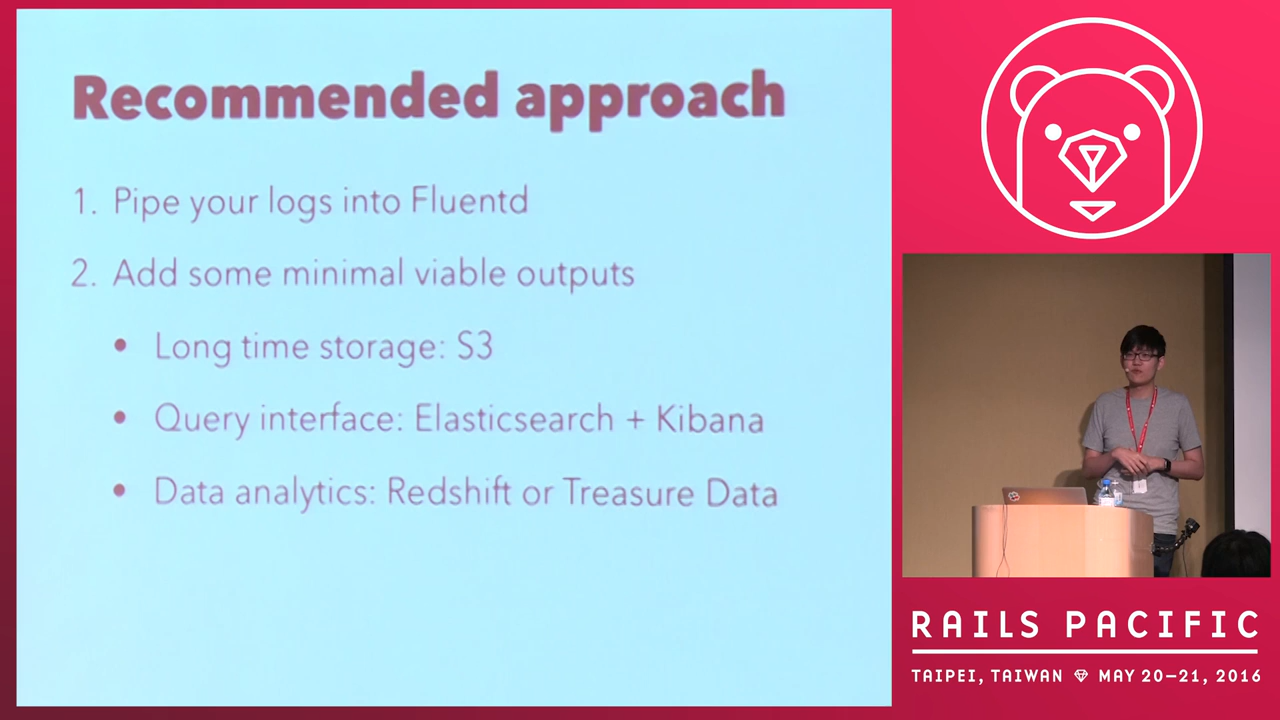 Recommended approach
1. Pipe your logs into Fluentd
2. Add some minimal viable outputs
• Long time storage: S3
• Query interface: Elasticsearch + Kibana
• Data analytics: Redshift or Treasure Data
RAILS PACIFIC
TAIPEI, TAIWAN MAY 20–21, 2016